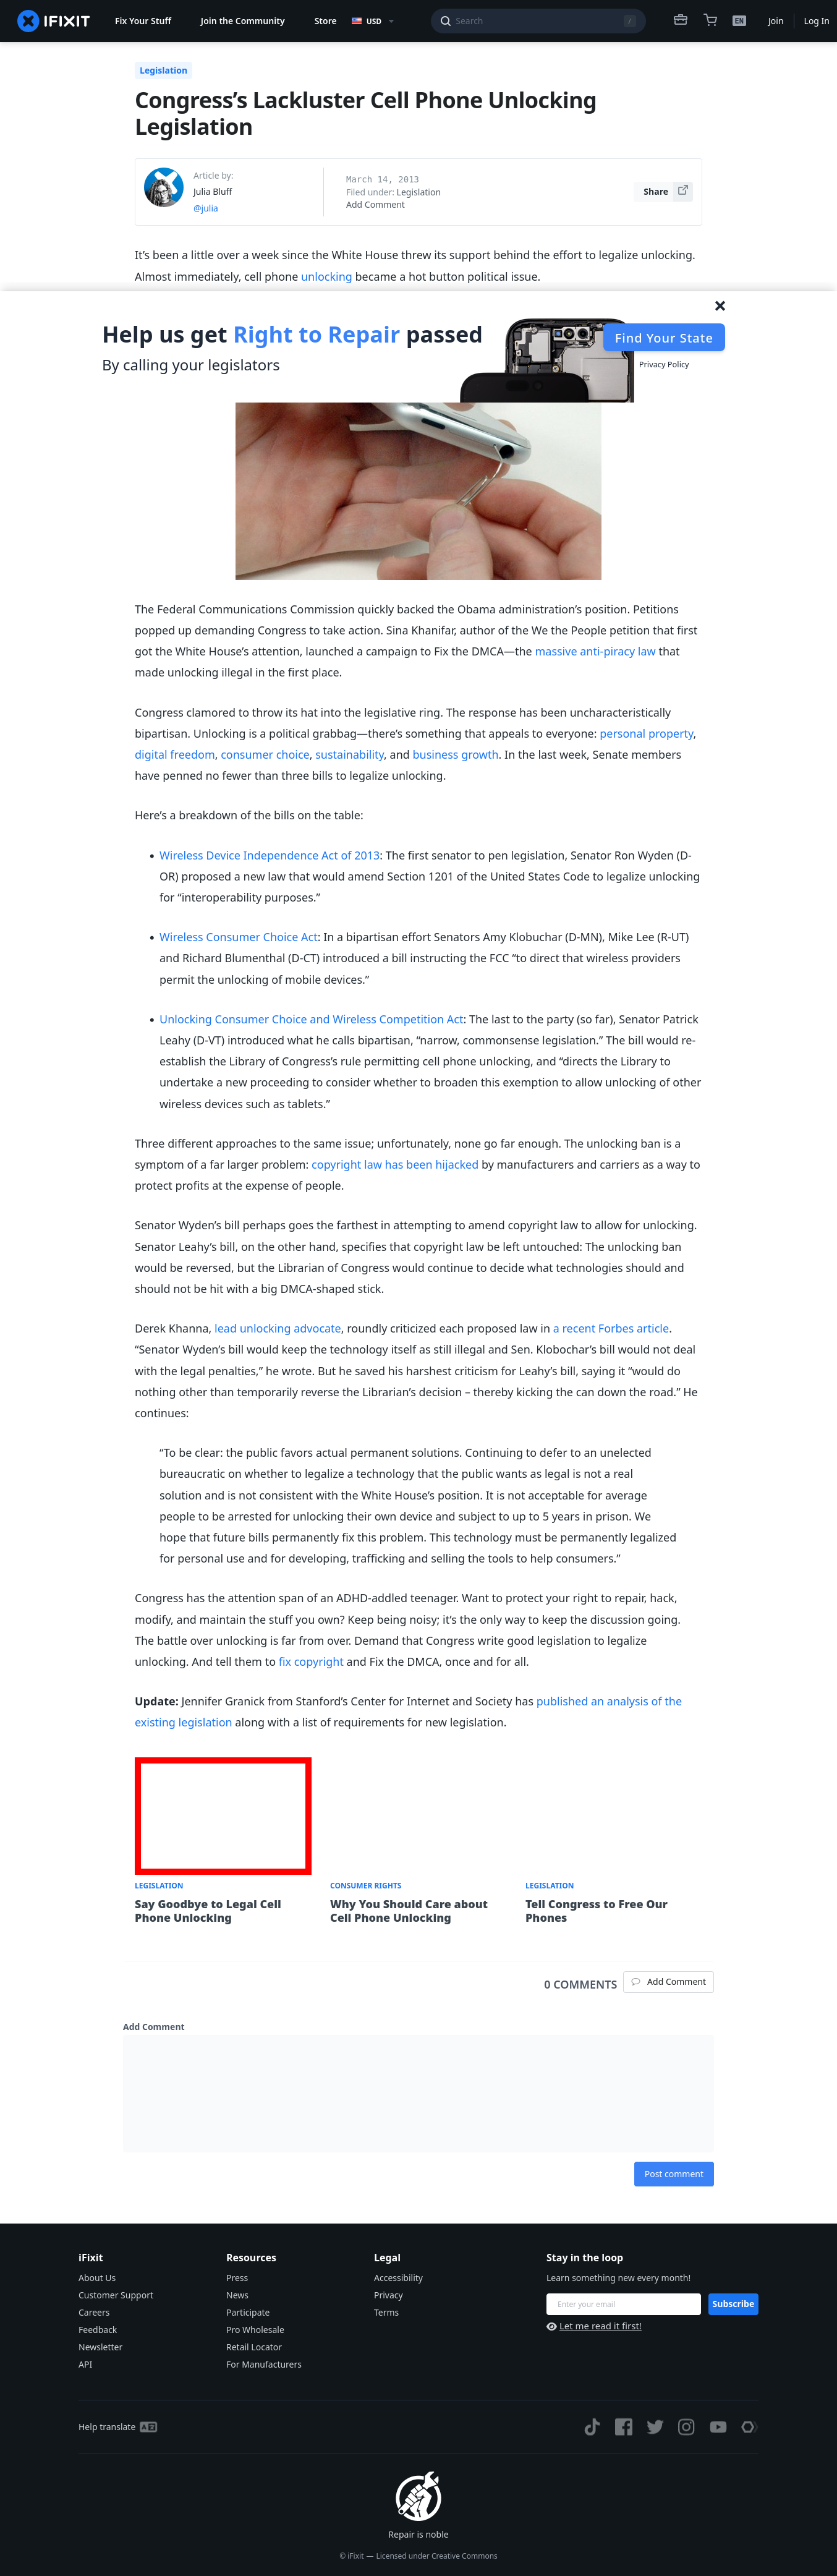 IFIXIT
Fix Your Stuff
Join the Community
Store
USD
Search
/
EN
Join
Log In
Legislation
Congress’s Lackluster Cell Phone Unlocking
Legislation
Article by:
Julia Bluff
@julia
March 14, 2013
Filed under: Legislation
Add Comment
Share
It’s been a little over a week since the White House threw its support behind the effort to legalize unlocking.
Almost immediately, cell phone unlocking became a hot button political issue.
Help us get Right to Repair passed
By calling your legislators
Find Your State
Privacy Policy
The Federal Communications Commission quickly backed the Obama administration’s position. Petitions
popped up demanding Congress to take action. Sina Khanifar, author of the We the People petition that first
got the White House’s attention, launched a campaign to Fix the DMCA—the massive anti-piracy law that
made unlocking illegal in the first place.
Congress clamored to throw its hat into the legislative ring. The response has been uncharacteristically
bipartisan. Unlocking is a political grabbag—there’s something that appeals to everyone: personal property,
digital freedom, consumer choice, sustainability, and business growth. In the last week, Senate members
have penned no fewer than three bills to legalize unlocking.
Here’s a breakdown of the bills on the table:
• Wireless Device Independence Act of 2013: The first senator to pen legislation, Senator Ron Wyden (D-
OR) proposed a new law that would amend Section 1201 of the United States Code to legalize unlocking
for “interoperability purposes.”
• Wireless Consumer Choice Act: In a bipartisan effort Senators Amy Klobuchar (D-MN), Mike Lee (R-UT)
and Richard Blumenthal (D-CT) introduced a bill instructing the FCC “to direct that wireless providers
permit the unlocking of mobile devices.”
• Unlocking Consumer Choice and Wireless Competition Act: The last to the party (so far), Senator Patrick
Leahy (D-VT) introduced what he calls bipartisan, “narrow, commonsense legislation.” The bill would re-
establish the Library of Congress’s rule permitting cell phone unlocking, and “directs the Library to
undertake a new proceeding to consider whether to broaden this exemption to allow unlocking of other
wireless devices such as tablets.”
Three different approaches to the same issue; unfortunately, none go far enough. The unlocking ban is a
symptom of a far larger problem: copyright law has been hijacked by manufacturers and carriers as a way to
protect profits at the expense of people.
Senator Wyden’s bill perhaps goes the farthest in attempting to amend copyright law to allow for unlocking.
Senator Leahy’s bill, on the other hand, specifies that copyright law be left untouched: The unlocking ban
would be reversed, but the Librarian of Congress would continue to decide what technologies should and
should not be hit with a big DMCA-shaped stick.
Derek Khanna, lead unlocking advocate, roundly criticized each proposed law in a recent Forbes article.
“Senator Wyden’s bill would keep the technology itself as still illegal and Sen. Klobochar’s bill would not deal
with the legal penalties,” he wrote. But he saved his harshest criticism for Leahy’s bill, saying it “would do
nothing other than temporarily reverse the Librarian’s decision – thereby kicking the can down the road.” He
continues:
“To be clear: the public favors actual permanent solutions. Continuing to defer to an unelected
bureaucratic on whether to legalize a technology that the public wants as legal is not a real
solution and is not consistent with the White House’s position. It is not acceptable for average
people to be arrested for unlocking their own device and subject to up to 5 years in prison. We
hope that future bills permanently fix this problem. This technology must be permanently legalized
for personal use and for developing, trafficking and selling the tools to help consumers.”
Congress has the attention span of an ADHD-addled teenager. Want to protect your right to repair, hack,
modify, and maintain the stuff you own? Keep being noisy; it’s the only way to keep the discussion going.
The battle over unlocking is far from over. Demand that Congress write good legislation to legalize
unlocking. And tell them to fix copyright and Fix the DMCA, once and for all.
Update: Jennifer Granick from Stanford’s Center for Internet and Society has published an analysis of the
existing legislation along with a list of requirements for new legislation.
LEGISLATION
Say Goodbye to Legal Cell
Phone Unlocking
CONSUMER RIGHTS
Why You Should Care about
Cell Phone Unlocking
LEGISLATION
Tell Congress to Free Our
Phones
0 COMMENTS
Add Comment
Add Comment
Post comment
iFixit
About Us
Customer Support
Careers
Feedback
Newsletter
API
Resources
Press
News
Participate
Pro Wholesale
Retail Locator
For Manufacturers
Legal
Accessibility
Privacy
Terms
Stay in the loop
Learn something new every month!
Enter your email
Subscribe
Let me read it first!
Help translate
Repair is noble
© iFixit — Licensed under Creative Commons